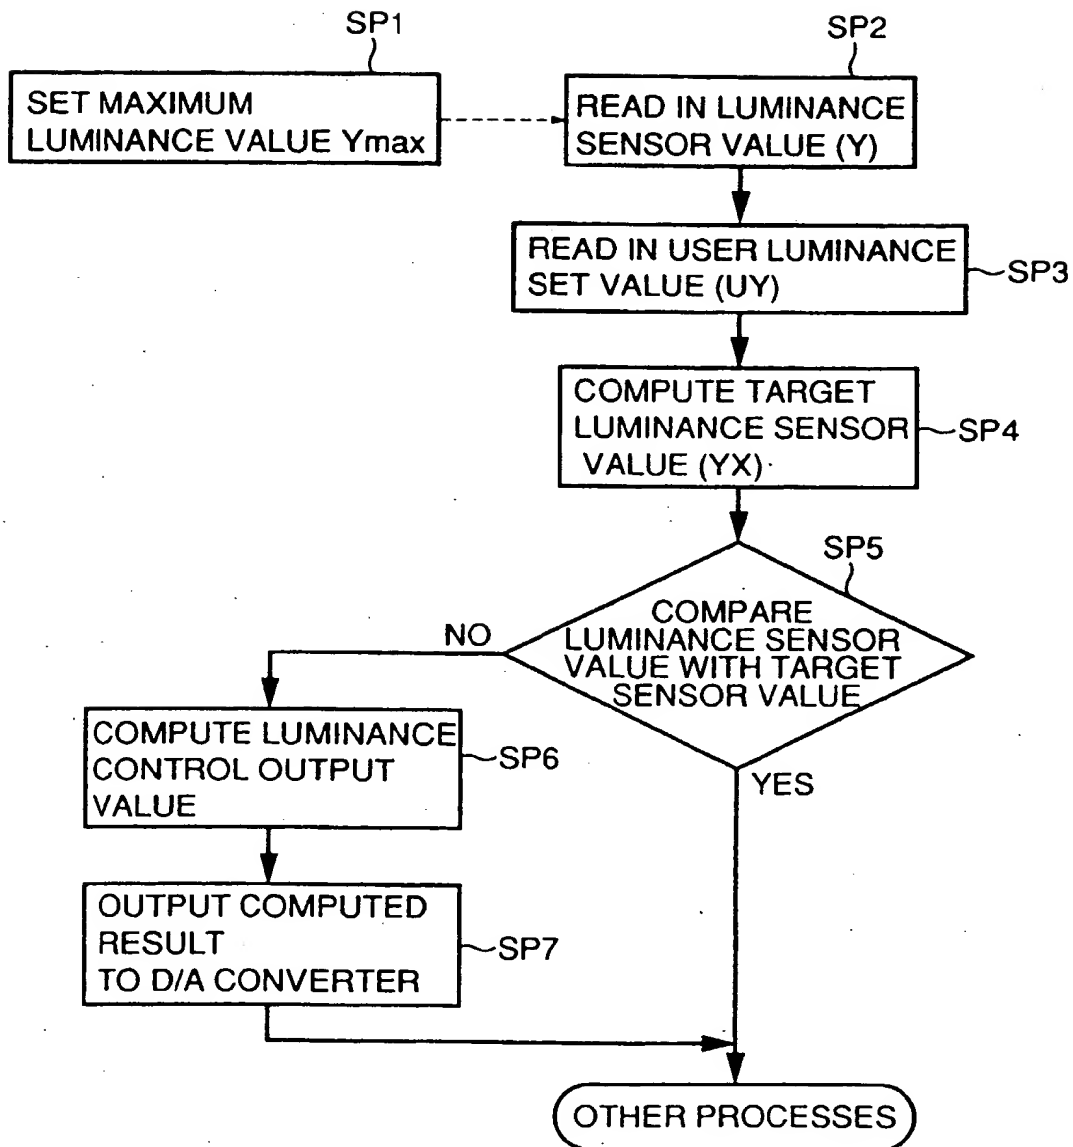 SP1
SET MAXIMUM
LUMINANCE VALUE Ymax
SP2
READ IN LUMINANCE
SENSOR VALUE (Y)
READ IN USER LUMINANCE
SET VALUE (UY)
SP3
COMPUTE TARGET
LUMINANCE SENSOR
VALUE (YX)
SP4
SP5
COMPARE
LUMINANCE SENSOR
VALUE WITH TARGET
SENSOR VALUE
NO
YES
COMPUTE LUMINANCE
CONTROL OUTPUT
VALUE
SP6
OUTPUT COMPUTED
RESULT
TO D/A CONVERTER
SP7
OTHER PROCESSES